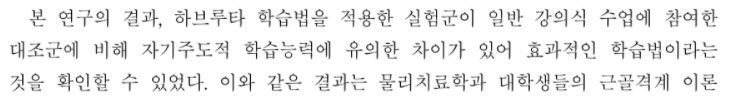 본 연구의 결과, 하브루타 학습법을 적용한 실험군이 일반 강의식 수업에 참여한
대조군에 비해 자기주도적 학습능력에 유의한 차이가 있어 효과적인 학습법이라는
것을 확인할 수 있었다. 이와 같은 결과는 물리치료학과 대학생들의 근골격계 이론